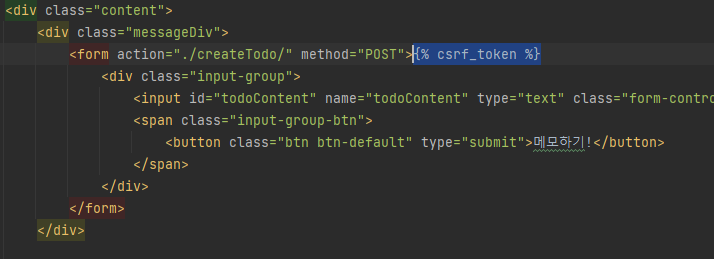 <div class="content">
<div class="messageDiv">
<form action="./createTodo/" method="POST">{% csrf_token %}
<div class="input-group">
<input id="todoContent" name="todoContent" type="text" class="form-contro
<span class="input-group-btn">
<button class="btn btn-default" type="submit">메모하기!</button>
</span>
</div>
</form>
</div>